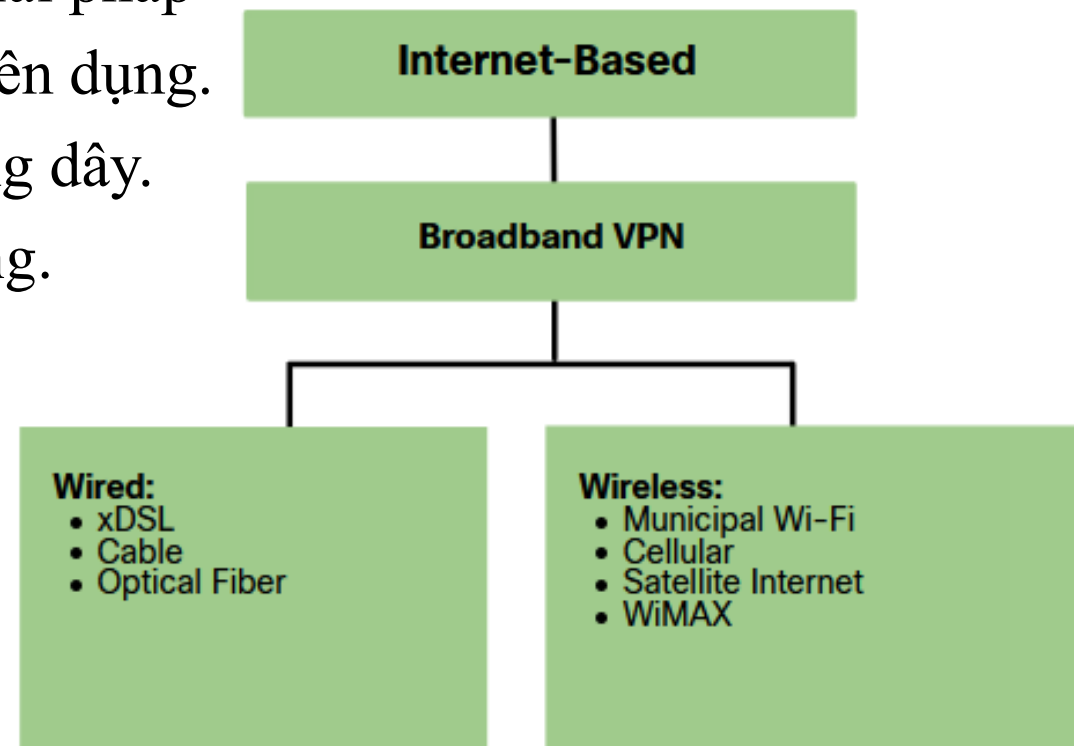 pháp
dụng.
dây.
Internet-Based
Broadband VPN
Wired:
• xDSL
• Cable
• Optical Fiber
Wireless:
• Municipal Wi-Fi
• Cellular
• Satellite Internet
• WiMAX